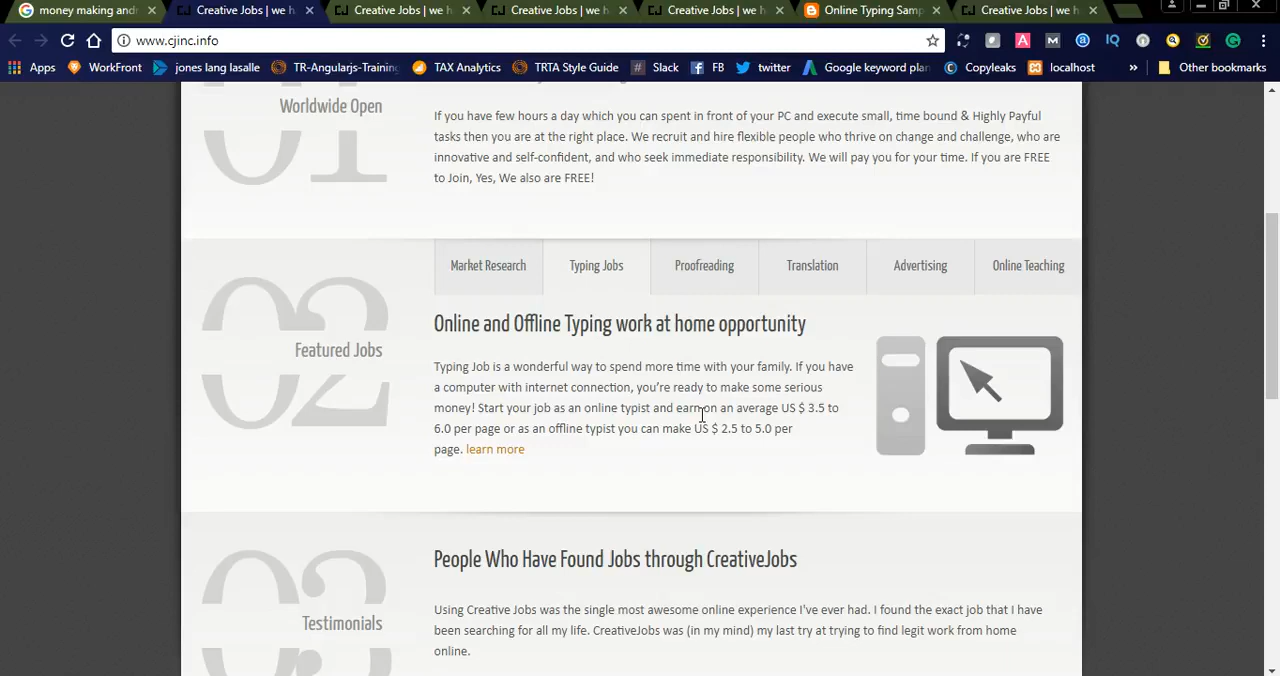 money making and
Creative Jobs | we h
Creative Jobs | we h
Creative Jobs | we h
Creative Jobs | we h
Online Typing Samp
Creative Jobs | we h
www.cjinc.info
Apps
WorkFront
jones lang lasalle
TR-Angularjs-Training
TAX Analytics
TRTA Style Guide
Slack
FB
twitter
Google keyword plan
Copyleaks
localhost
»
Other bookmarks
Worldwide Open
01
If you have few hours a day which you can spent in front of your PC and execute small, time bound & Highly Payful
tasks then you are at the right place. We recruit and hire flexible people who thrive on change and challenge, who are
innovative and self-confident, and who seek immediate responsibility. We will pay you for your time. If you are FREE
to Join, Yes, We also are FREE!
Market Research
Typing Jobs
Proofreading
Translation
Advertising
Online Teaching
02
Featured Jobs
Online and Offline Typing work at home opportunity
Typing Job is a wonderful way to spend more time with your family. If you have
a computer with internet connection, you're ready to make some serious
money! Start your job as an online typist and earn on an average US $ 3.5 to
6.0 per page or as an offline typist you can make US $ 2.5 to 5.0 per
page. learn more
03
Testimonials
People Who Have Found Jobs through CreativeJobs
Using Creative Jobs was the single most awesome online experience I've ever had. I found the exact job that I have
been searching for all my life. CreativeJobs was (in my mind) my last try at trying to find legit work from home
online.